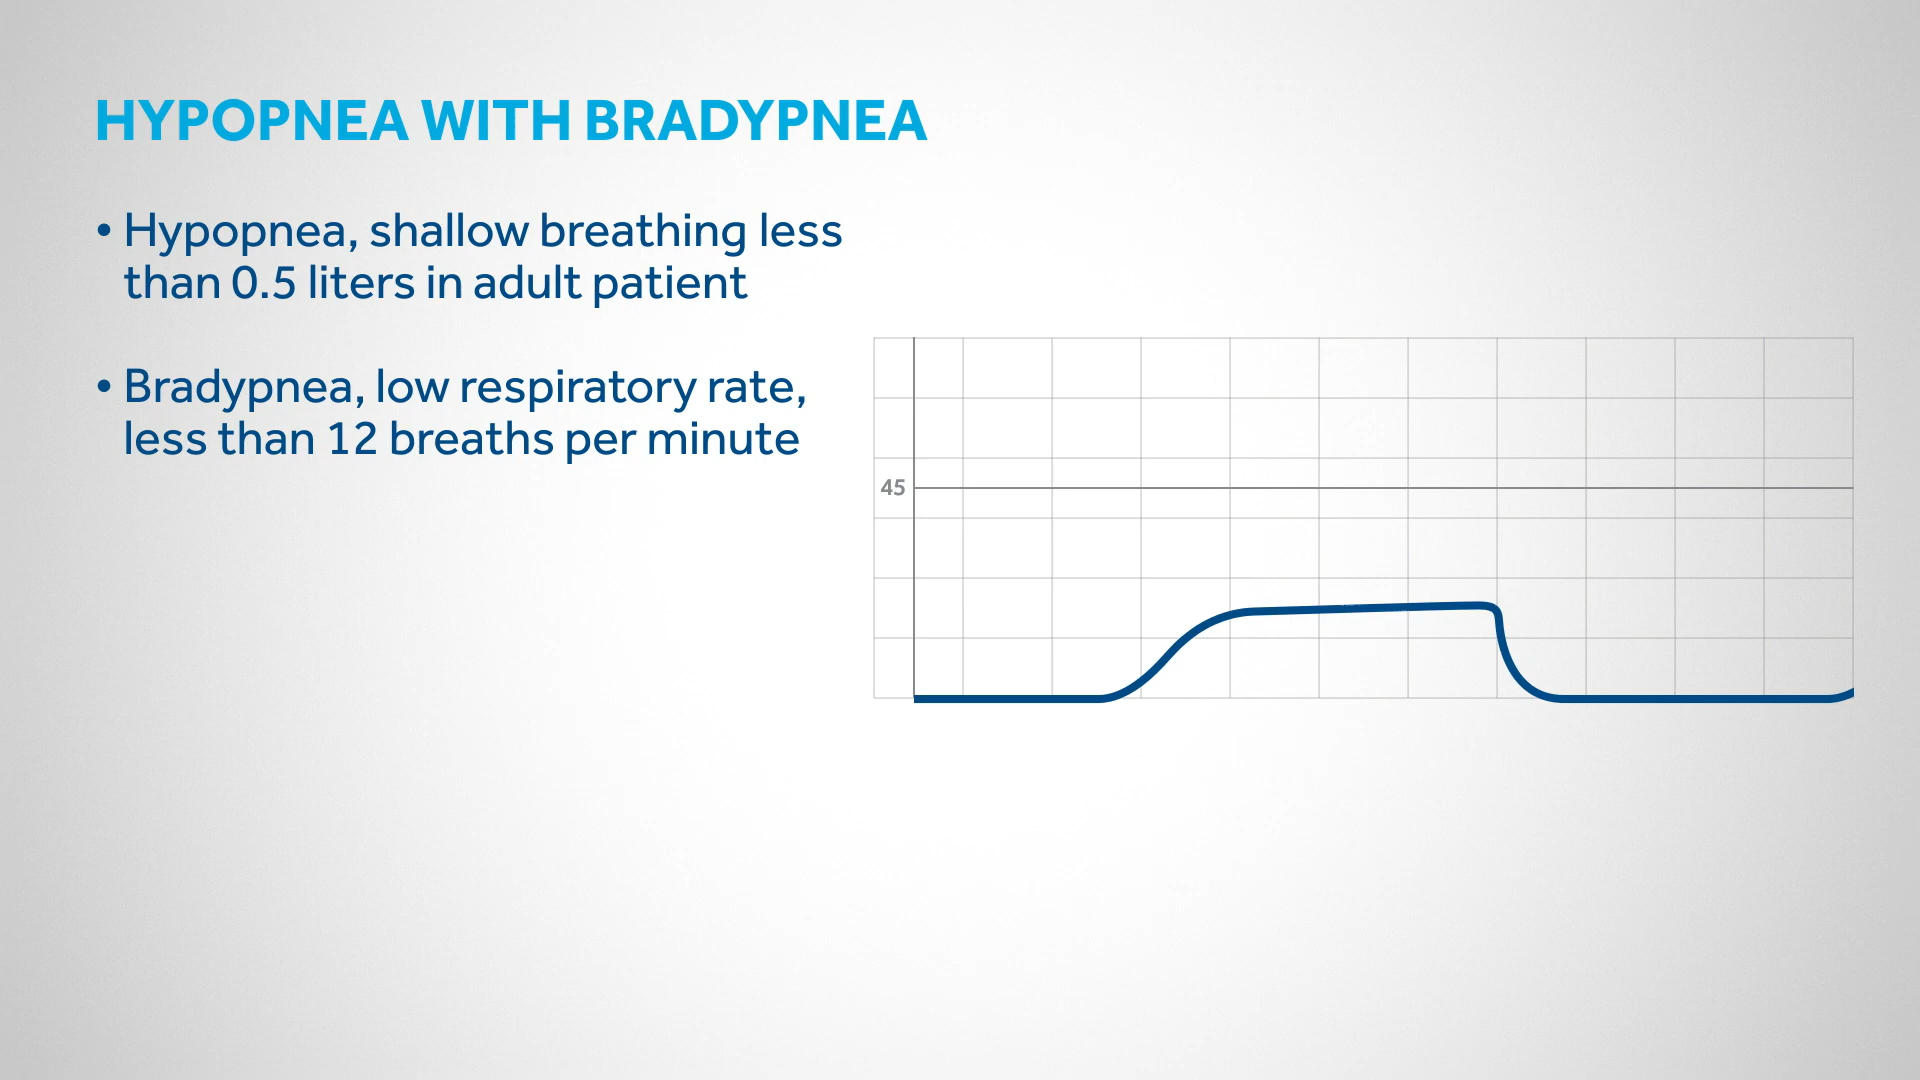 HYPOPNEA WITH BRADYPNEA
• Hypopnea, shallow breathing less
than 0.5 liters in adult patient
• Bradypnea, low respiratory rate,
less than 12 breaths per minute
45